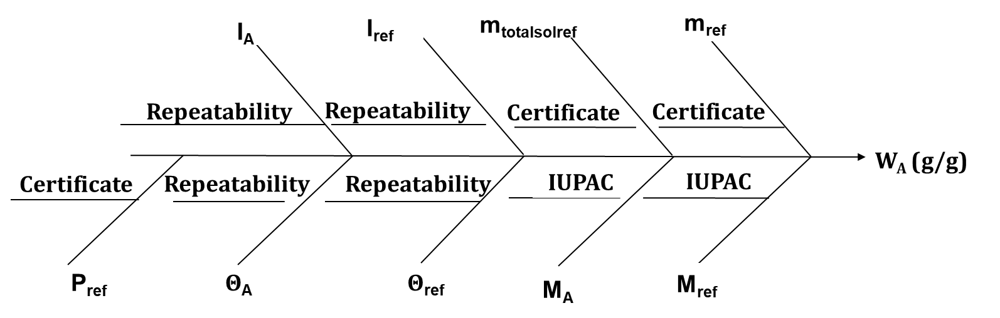 I_A
I_ref
m_totalsolref
m_ref
Repeatability
Repeatability
Certificate
Certificate
W_A (g/g)
Certificate
Repeatability
Repeatability
IUPAC
IUPAC
P_ref
Θ_A
Θ_ref
M_A
M_ref